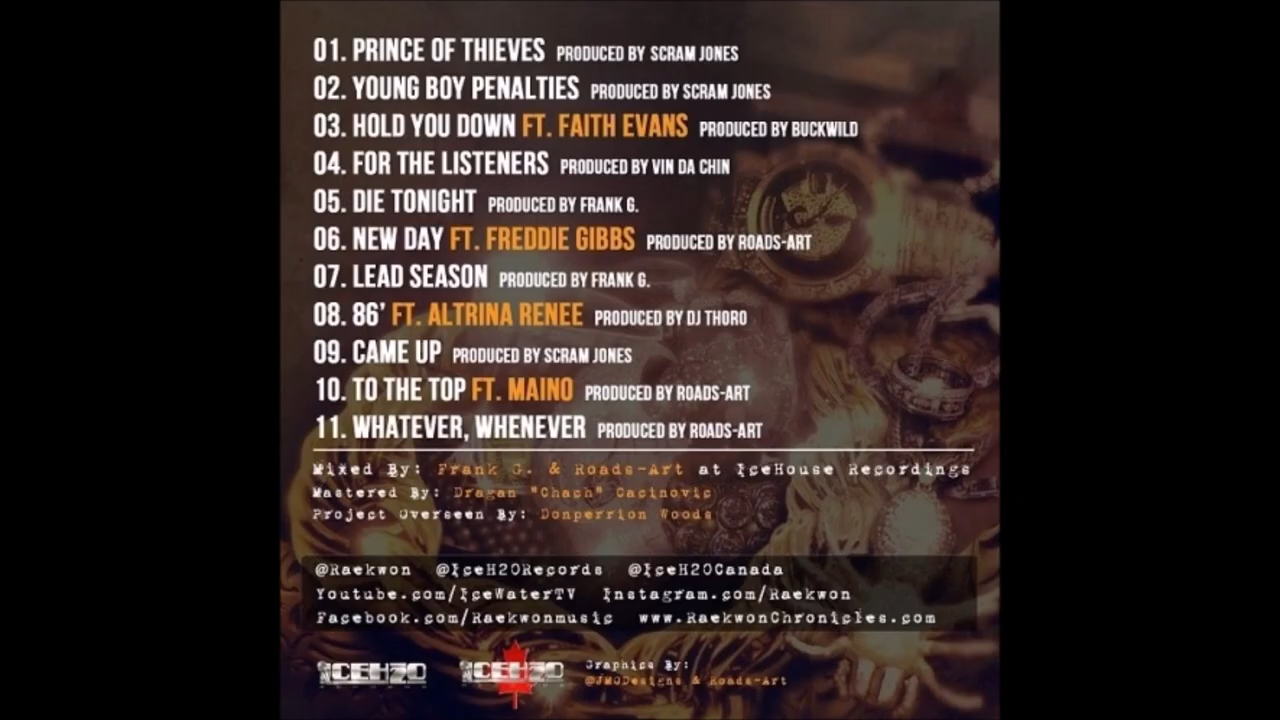 01. PRINCE OF THIEVES PRODUCED BY SCRAM JONES
02. YOUNG BOY PENALTIES PRODUCED BY SCRAM JONES
03. HOLD YOU DOWN FT. FAITH EVANS PRODUCED BY BUCKWILD
04. FOR THE LISTENERS PRODUCED BY VIN DA CHIN
05. DIE TONIGHT PRODUCED BY FRANK G.
06. NEW DAY FT. FREDDIE GIBBS PRODUCED BY ROADS-ART
07. LEAD SEASON PRODUCED BY FRANK G.
08. 86' FT. ALTRINA RENEE PRODUCED BY DJ THORO
09. CAME UP PRODUCED BY SCRAM JONES
10. TO THE TOP FT. MAINO PRODUCED BY ROADS-ART
11. WHATEVER, WHENEVER PRODUCED BY ROADS-ART
Mixed By: Frank G. & Roads-Art at IceHouse Recordings
Mastered By: Dragan "Chach" Cacinovic
Project Overseen By: Donperrion Woods
@Raekwon @IceH2ORecords @IceH2OCanada
Youtube.com/IceWaterTV Instagram.com/Raekwon
Facebook.com/Raekwonmusic www.RaekwonChronicles.com
ICEH2O ICEH2O Graphics By:
@JMODesigns & Roads-Art